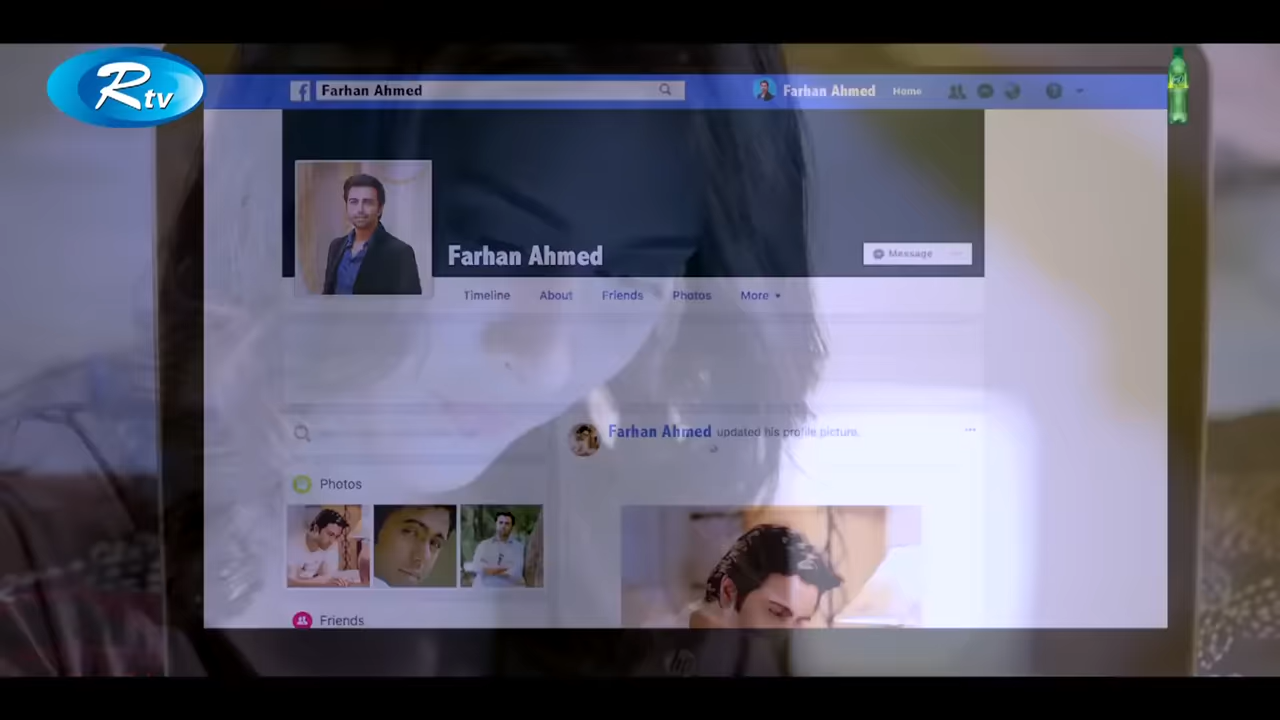 Rtv
f Farhan Ahmed
Farhan Ahmed Home
Farhan Ahmed
Message
Timeline About Friends Photos More
Farhan Ahmed updated his profile picture.
Photos
Friends
hp